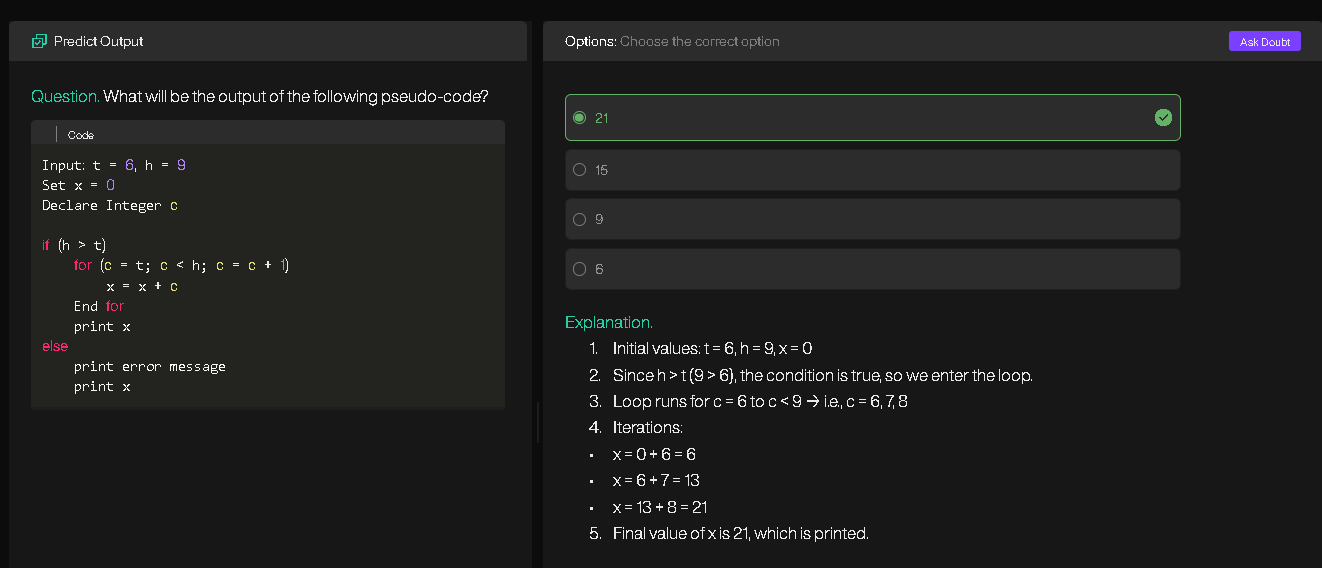 Predict Output
Question. What will be the output of the following pseudo-code?
Code
Input: t = 6, h = 9
Set x = 0
Declare Integer c
if (h > t)
for (c = t; c < h; c = c + 1)
x = x + c
End for
print x
else
print error message
print x
Options: Choose the correct option
Ask Doubt
21
15
9
6
Explanation.
1. Initial values: t = 6, h = 9, x = 0
2. Since h > t (9 > 6), the condition is true, so we enter the loop.
3. Loop runs for c = 6 to c < 9 → i.e., c = 6, 7, 8
4. Iterations:
• x = 0 + 6 = 6
• x = 6 + 7 = 13
• x = 13 + 8 = 21
5. Final value of x is 21, which is printed.